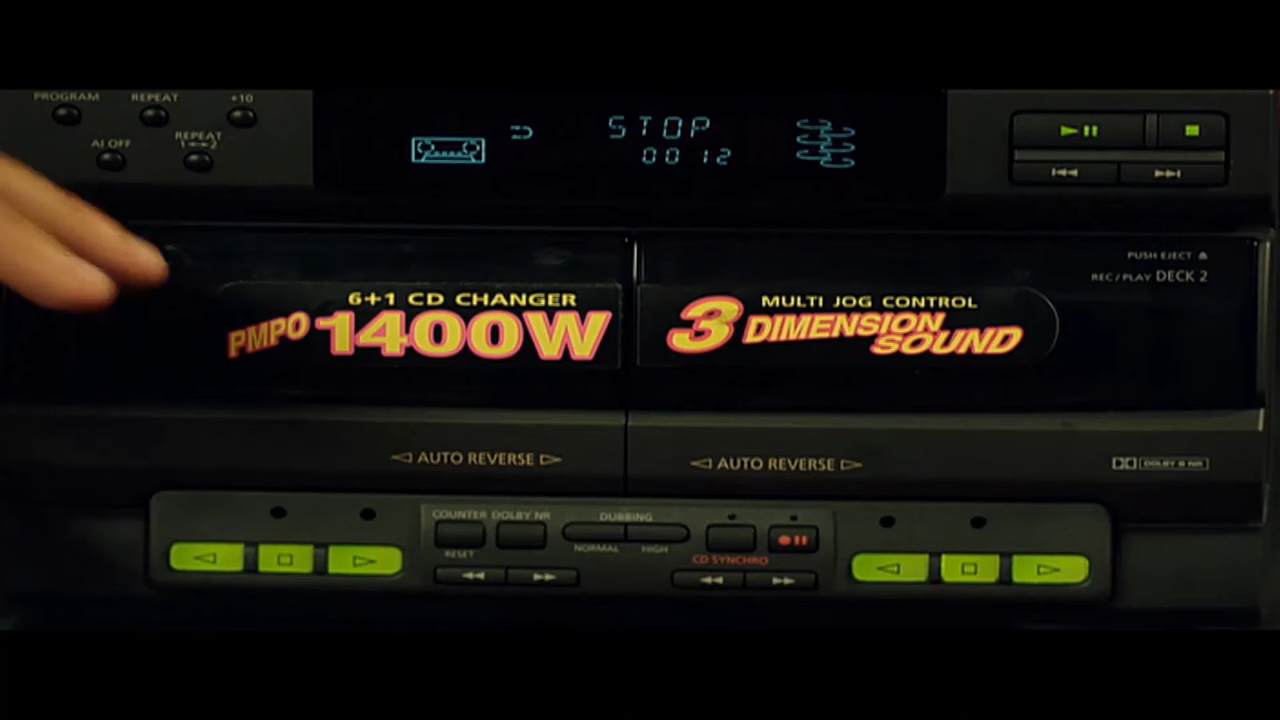 PROGRAM REPEAT +10
AI OFF REPEAT
1 2
STOP
00 12
PUSH EJECT
REC/PLAY DECK 2
6+1 CD CHANGER
PMPO 1400W
MULTI JOG CONTROL
3 DIMENSION
SOUND
AUTO REVERSE
AUTO REVERSE
DOLBY B NR
COUNTER DOLBY NR DUBBING
RESET NORMAL HIGH
CD SYNCHRO